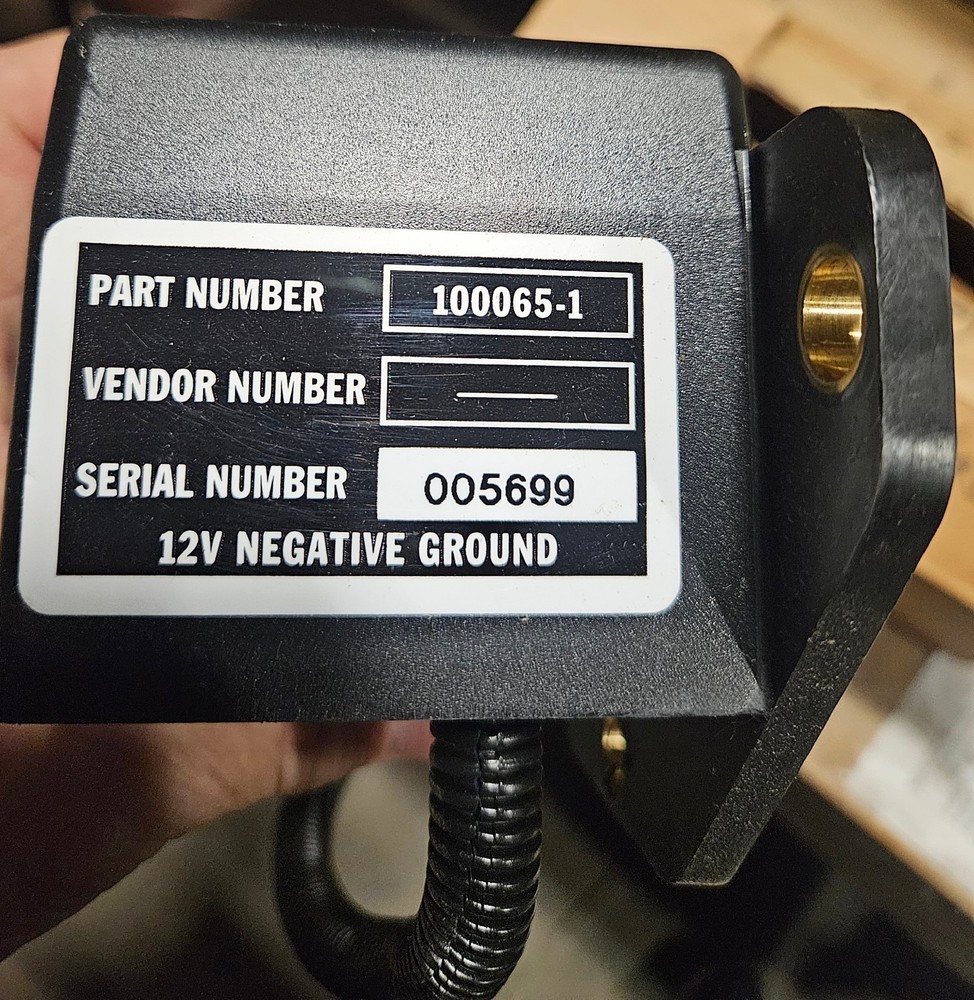 PART NUMBER 100065-1
VENDOR NUMBER —
SERIAL NUMBER 005699
12V NEGATIVE GROUND